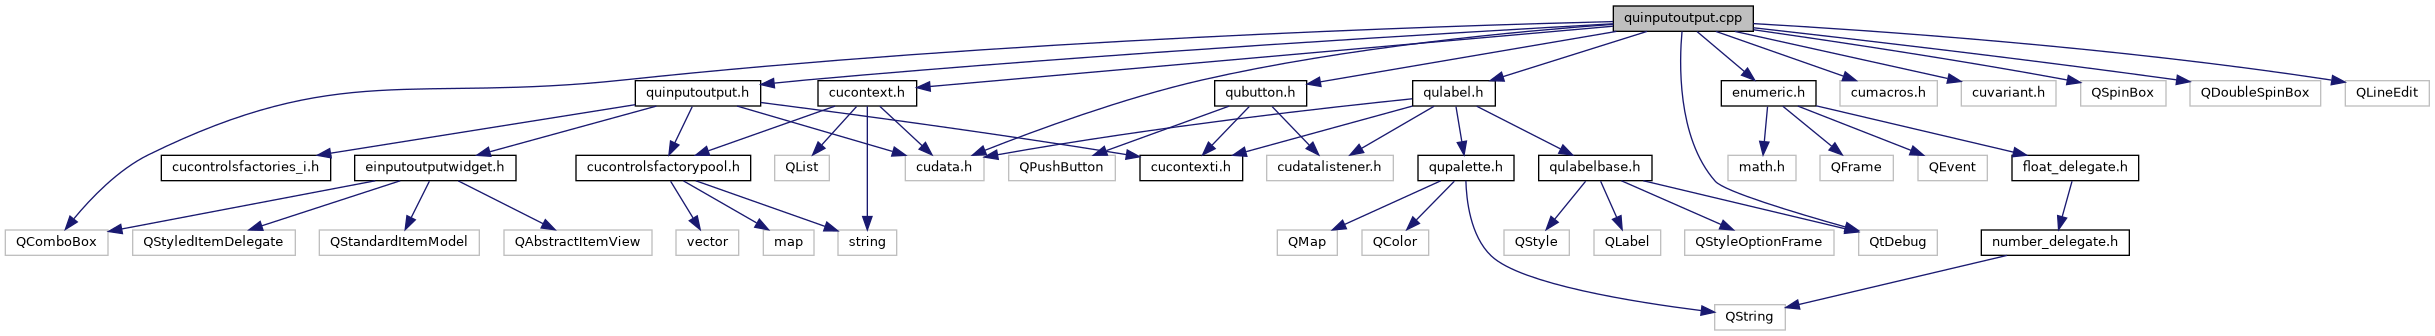 quinputoutput.cpp
quinputoutput.h
cucontext.h
qubutton.h
qulabel.h
enumeric.h
cumacros.h
cuvariant.h
QSpinBox
QDoubleSpinBox
QLineEdit
cucontrolsfactories_i.h
einputoutputwidget.h
cucontrolsfactorypool.h
QList
cudata.h
QPushButton
cucontexti.h
cudatalistener.h
qupalette.h
qulabelbase.h
math.h
QFrame
QEvent
float_delegate.h
QComboBox
QStyledItemDelegate
QStandardItemModel
QAbstractItemView
vector
map
string
QMap
QColor
QStyle
QLabel
QStyleOptionFrame
QtDebug
number_delegate.h
QString